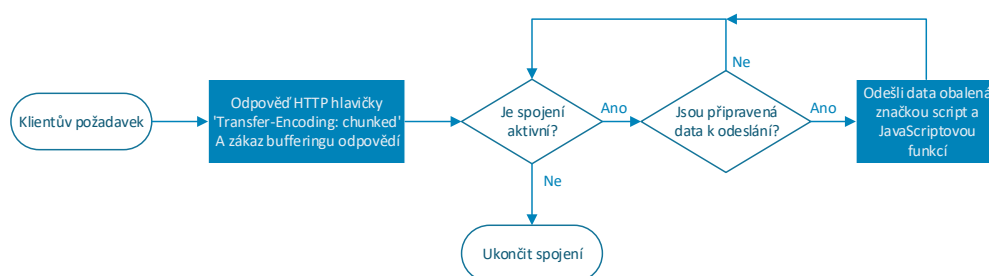 Klientův požadavek
Odpověď HTTP hlavičky
'Transfer-Encoding: chunked'
A zákaz bufferingu odpovědí
Je spojení
aktivní?
Ano
Ne
Jsou připravená
data k odeslání?
Ne
Ano
Odešli data obalená
značkou script a
JavaScriptovou
funkcí
Ukončit spojení